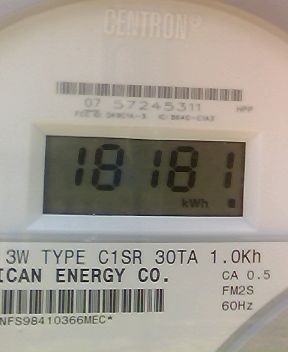 CENTRON®
07 57245311 HPP
18181
kWh
3W TYPE C1SR 30TA 1.0Kh
ICAN ENERGY CO.
CA 0.5
FM2S
60Hz
NFS98410366MEC*